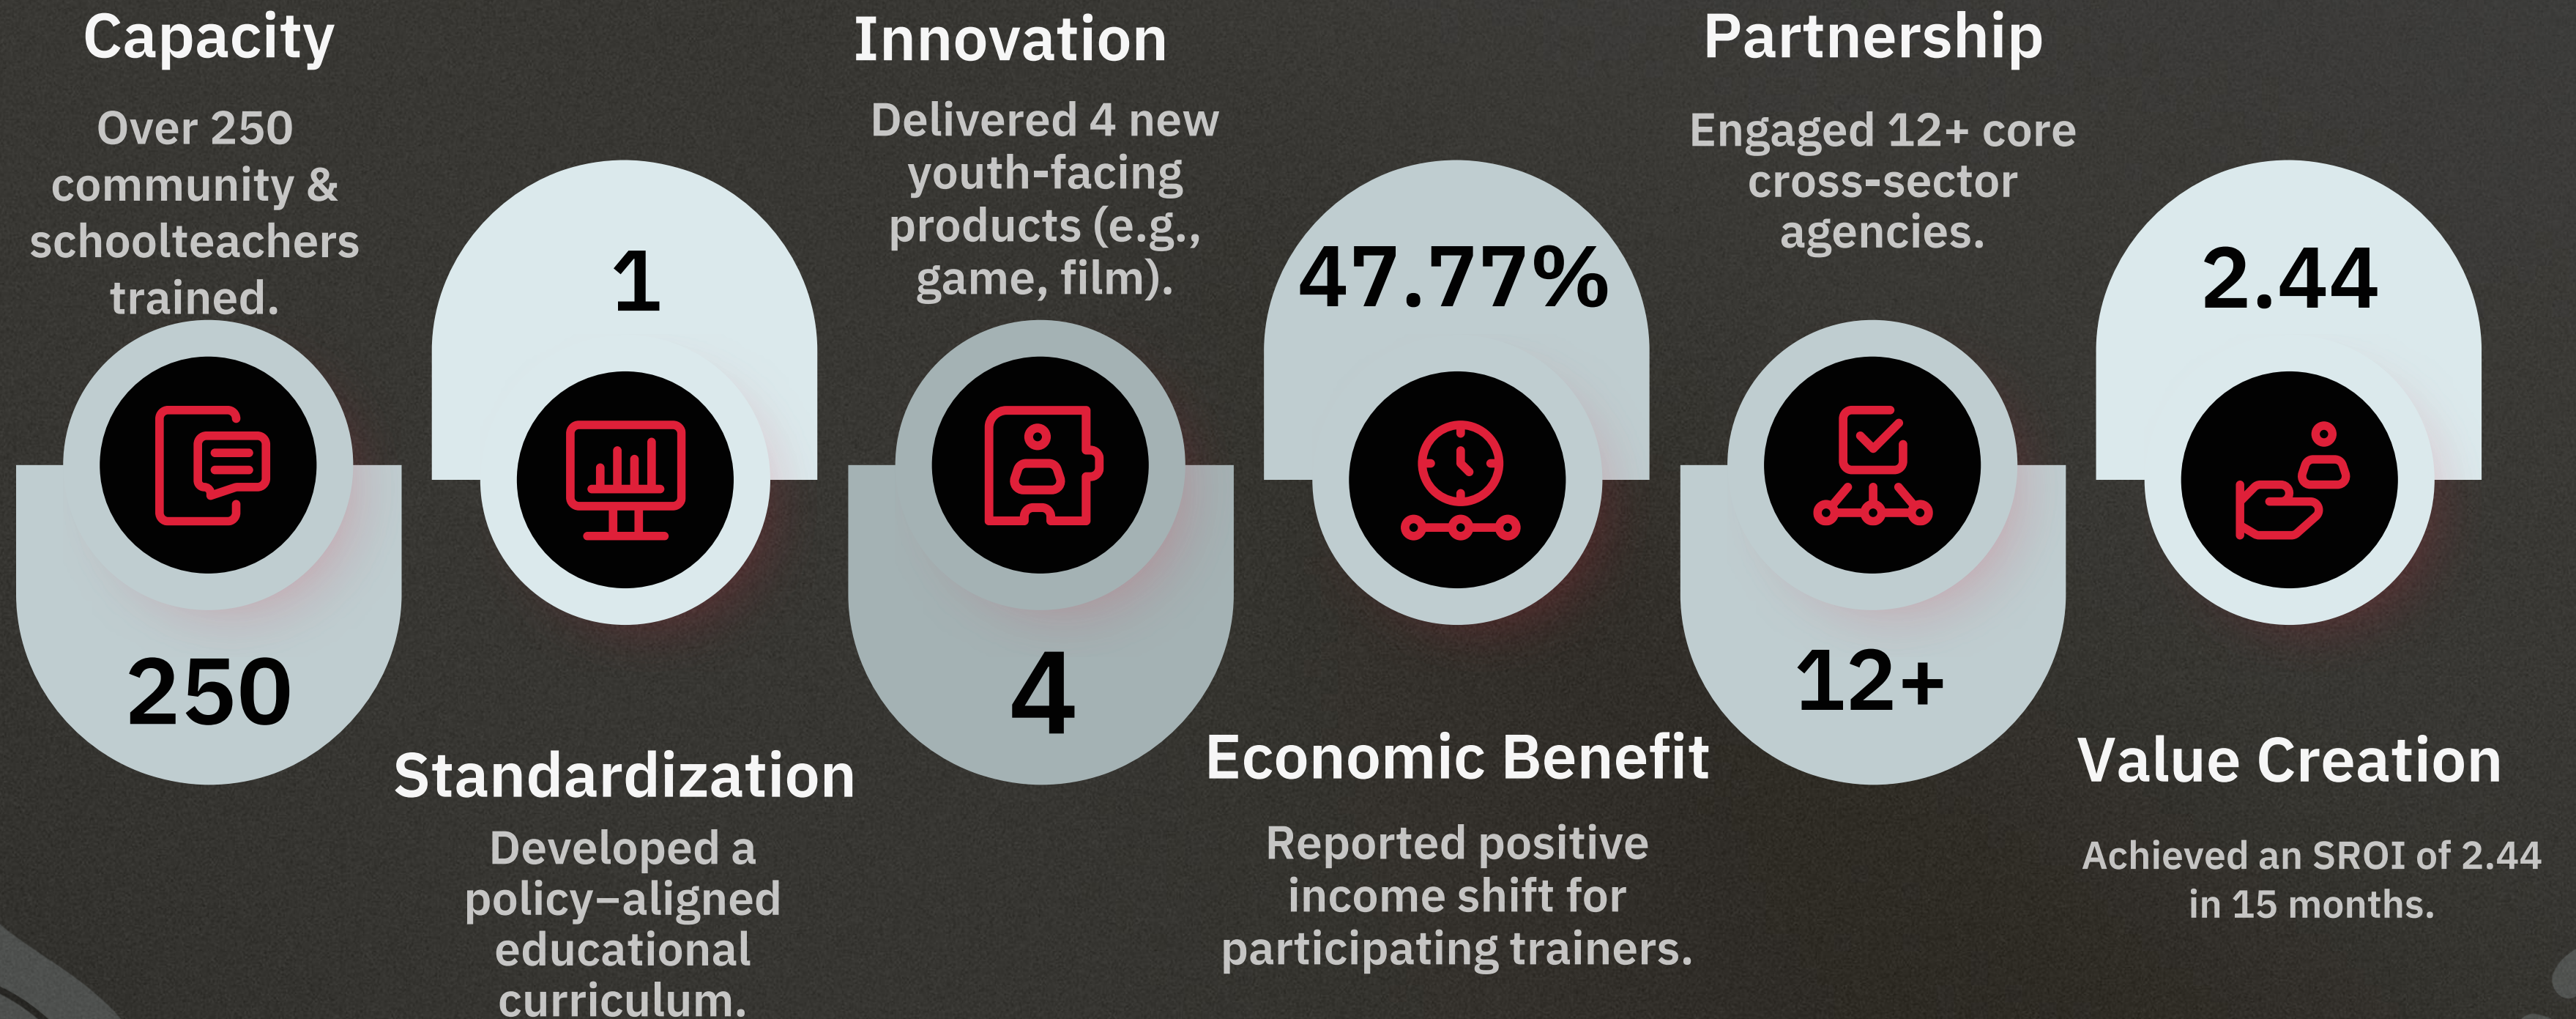 Capacity
Over 250
community &
schoolteachers
trained.
250
1
Standardization
Developed a
policy–aligned
educational
curriculum.
Innovation
Delivered 4 new
youth-facing
products (e.g.,
game, film).
4
47.77%
Economic Benefit
Reported positive
income shift for
participating trainers.
Partnership
Engaged 12+ core
cross-sector
agencies.
12+
2.44
Value Creation
Achieved an SROI of 2.44
in 15 months.